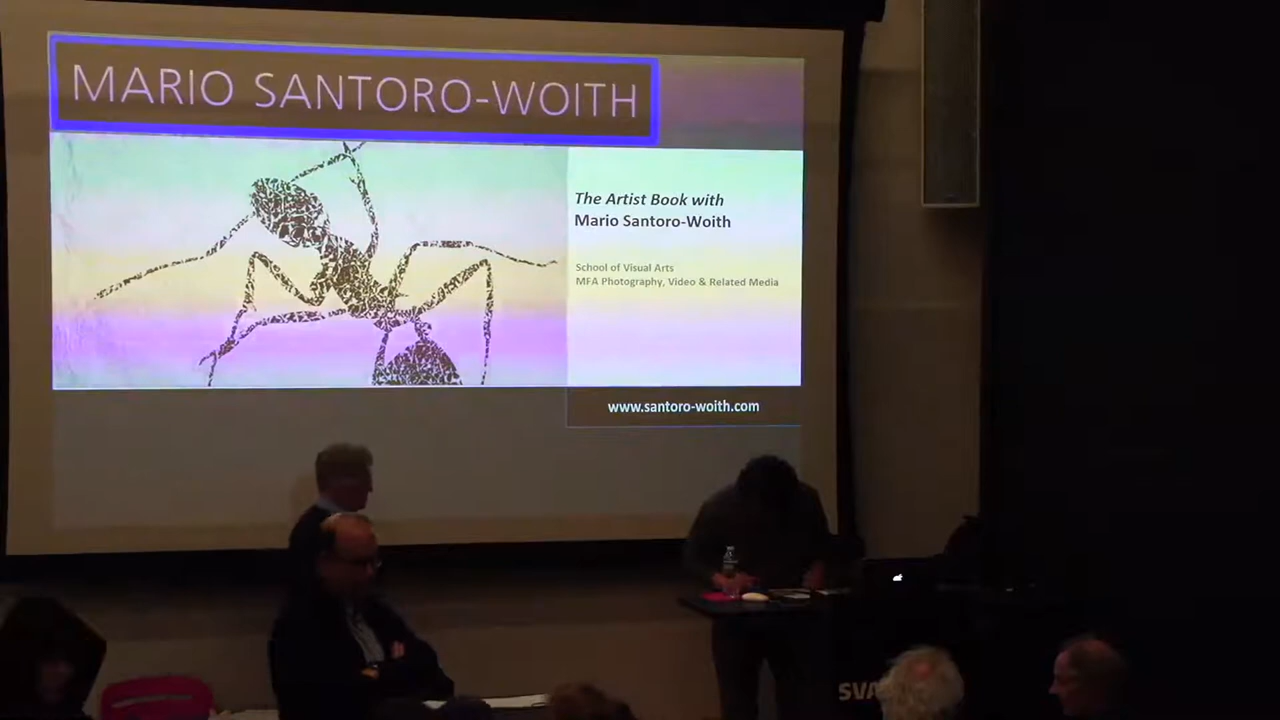 MARIO SANTORO-WOITH
The Artist Book with
Mario Santoro-Woith
School of Visual Arts
MFA Photography, Video & Related Media
www.santoro-woith.com
SVA